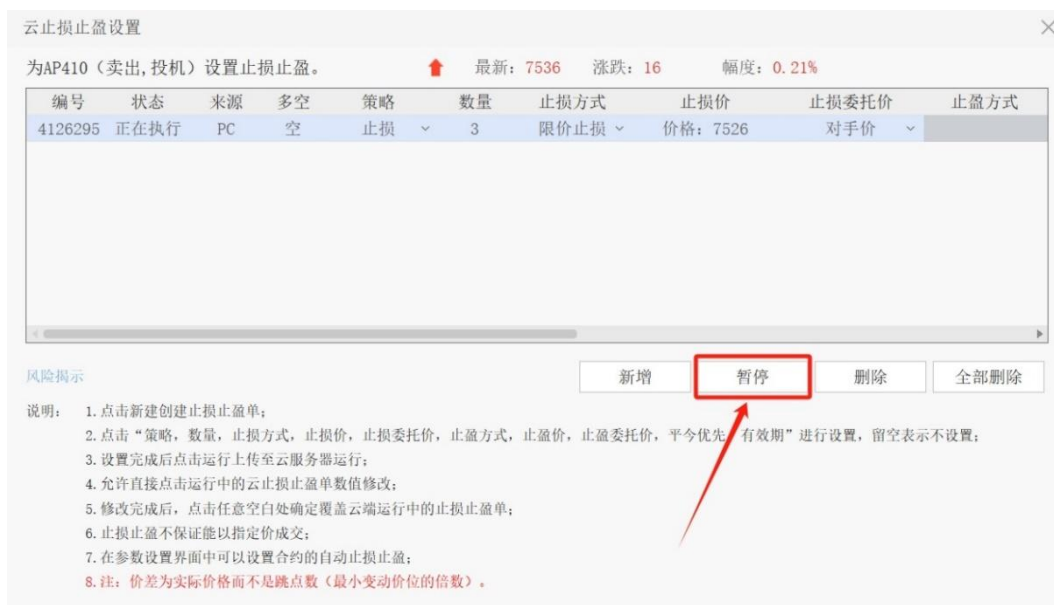 云止损止盈设置
为AP410（卖出,投机）设置止损止盈。 最新：7536 涨跌：16 幅度：0.21%
编号 状态 来源 多空 策略 数量 止损方式 止损价 止损委托价 止盈方式
4126295 正在执行 PC 空 止损 3 限价止损 价格：7526 对手价
风险揭示 新增 暂停 删除 全部删除
说明： 1.点击新建创建止损止盈单；
2.点击“策略，数量，止损方式，止损价，止损委托价，止盈方式，止盈价，止盈委托价，平今优先，有效期”进行设置，留空表示不设置；
3.设置完成后点击运行上传至云服务器运行；
4.允许直接点击运行中的云止损止盈单数值修改；
5.修改完成后，点击任意空白处确定覆盖云端运行中的止损止盈单；
6.止损止盈不保证能以指定价成交；
7.在参数设置界面中可以设置合约的自动止损止盈；
8.注：价差为实际价格而不是跳点数（最小变动价位的倍数）。